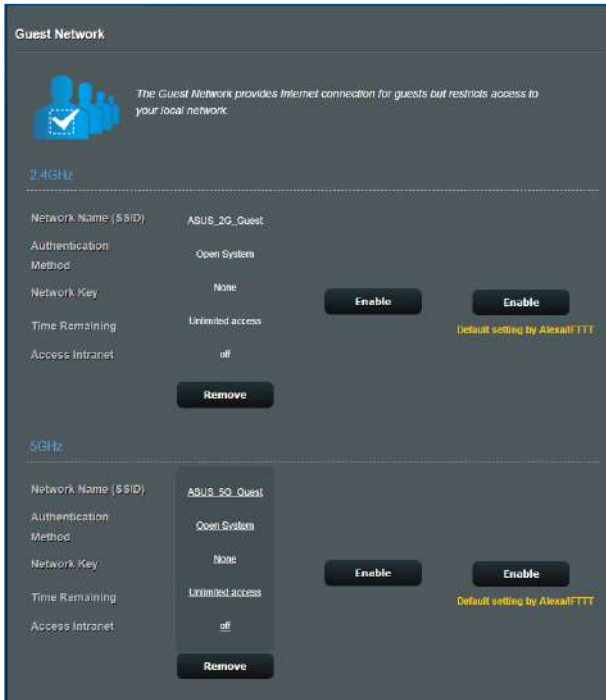 Guest Network
The Guest Network provides Internet connection for guests but restricts access to
your local network.
2.4GHz
Network Name (SSID) ASUS_2G_Guest
Authentication
Method Open System
Network Key None
Enable Enable
Time Remaining Unlimited access
Default setting by Alexa/IFTTT
Access Intranet off
Remove
5GHz
Network Name (SSID) ASUS_5G_Guest
Authentication
Method Open System
Network Key None
Enable Enable
Time Remaining Unlimited access
Default setting by Alexa/IFTTT
Access Intranet off
Remove